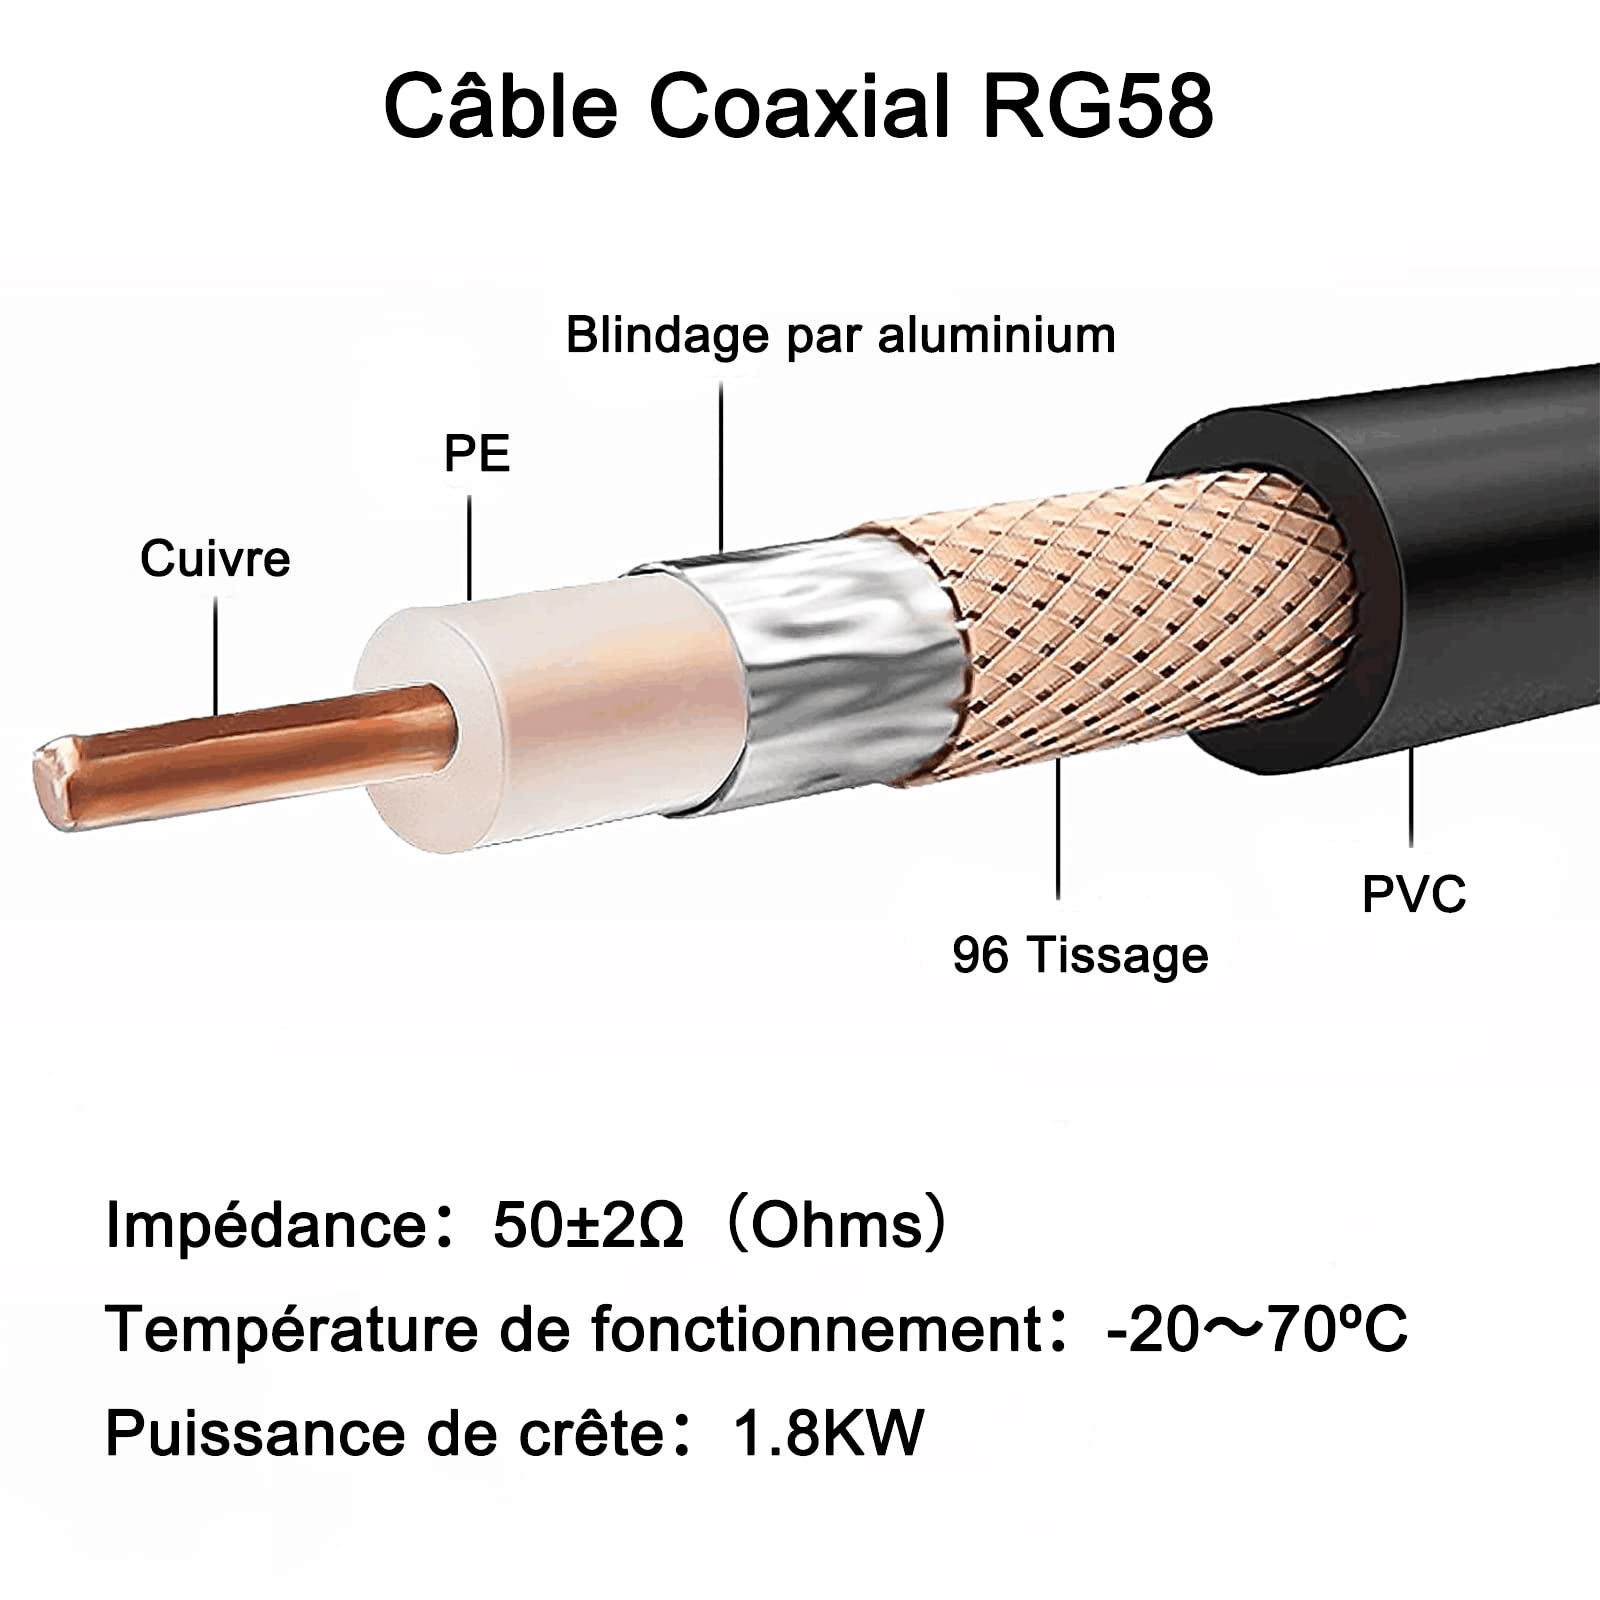 Câble Coaxial RG58
Blindage par aluminium
PE
Cuivre
PVC
96 Tissage
Impédance：50±2Ω（Ohms）
Température de fonctionnement：-20～70ºC
Puissance de crête：1.8KW